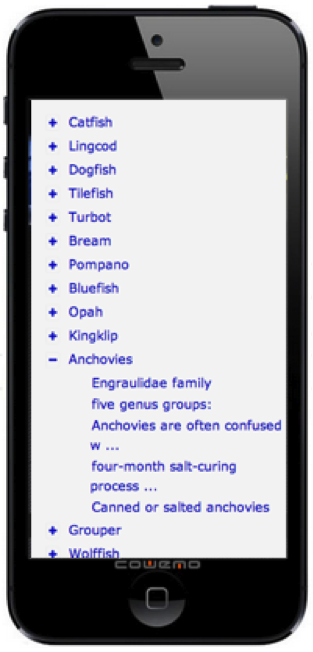 + Catfish
+ Lingcod
+ Dogfish
+ Tilefish
+ Turbot
+ Bream
+ Pompano
+ Bluefish
+ Opah
+ Kingklip
− Anchovies
Engraulidae family
five genus groups:
Anchovies are often confused
w ...
four-month salt-curing
process ...
Canned or salted anchovies
+ Grouper
+ Wolffish
cowemo